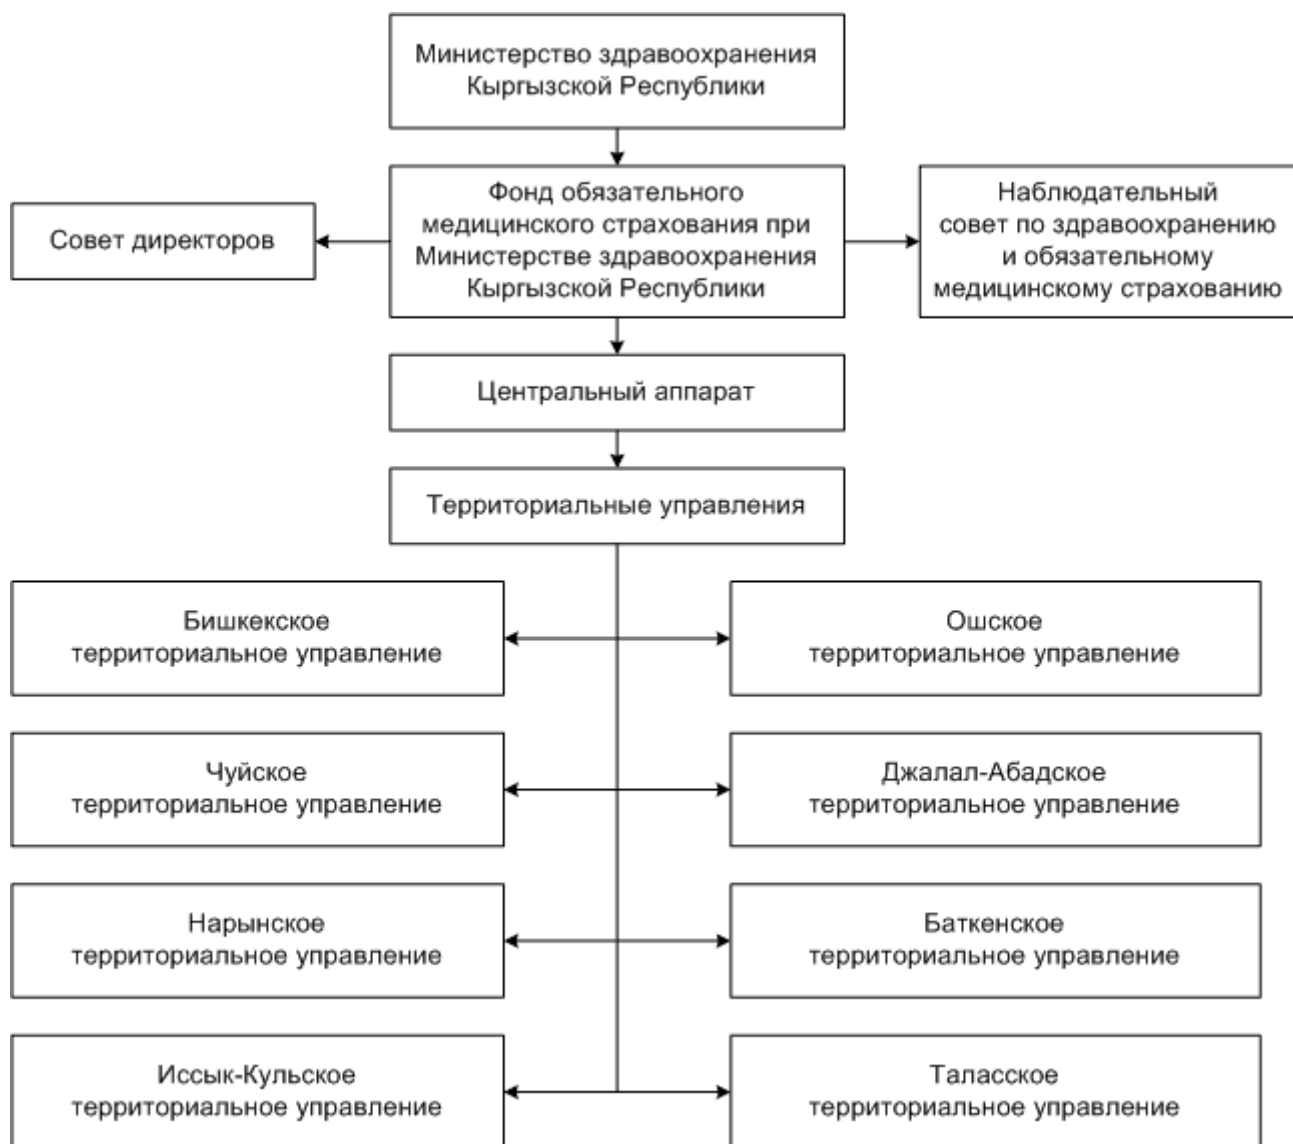 Министерство здравоохранения
Кыргызской Республики
Фонд обязательного
медицинского страхования при
Министерстве здравоохранения
Кыргызской Республики
Совет директоров
Наблюдательный
совет по здравоохранению
и обязательному
медицинскому страхованию
Центральный аппарат
Территориальные управления
Бишкекское
территориальное управление
Ошское
территориальное управление
Чуйское
территориальное управление
Джалал-Абадское
территориальное управление
Нарынское
территориальное управление
Баткенское
территориальное управление
Иссык-Кульское
территориальное управление
Таласское
территориальное управление